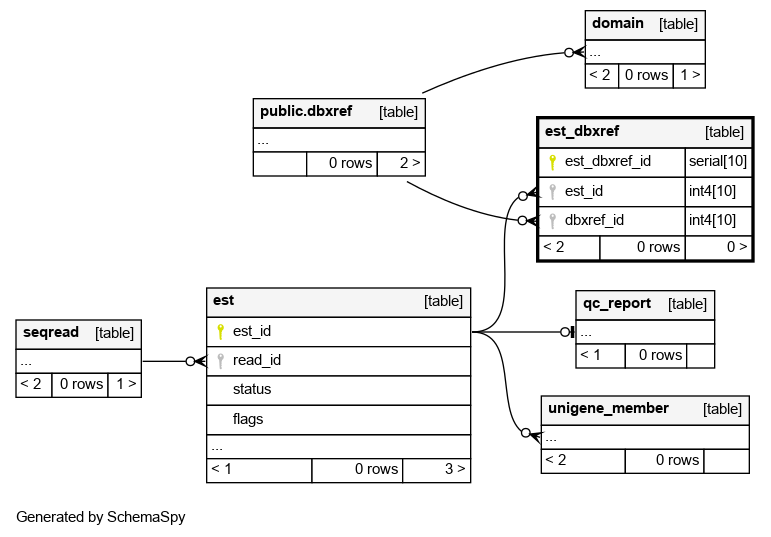 domain [table]
...
< 2 0 rows 1 >
public.dbxref [table]
...
0 rows 2 >
est_dbxref [table]
est_dbxref_id serial[10]
est_id int4[10]
dbxref_id int4[10]
< 2 0 rows 0 >
est [table]
est_id
read_id
status
flags
...
< 1 0 rows 3 >
seqread [table]
...
< 2 0 rows 1 >
qc_report [table]
...
< 1 0 rows
unigene_member [table]
...
< 2 0 rows
Generated by SchemaSpy